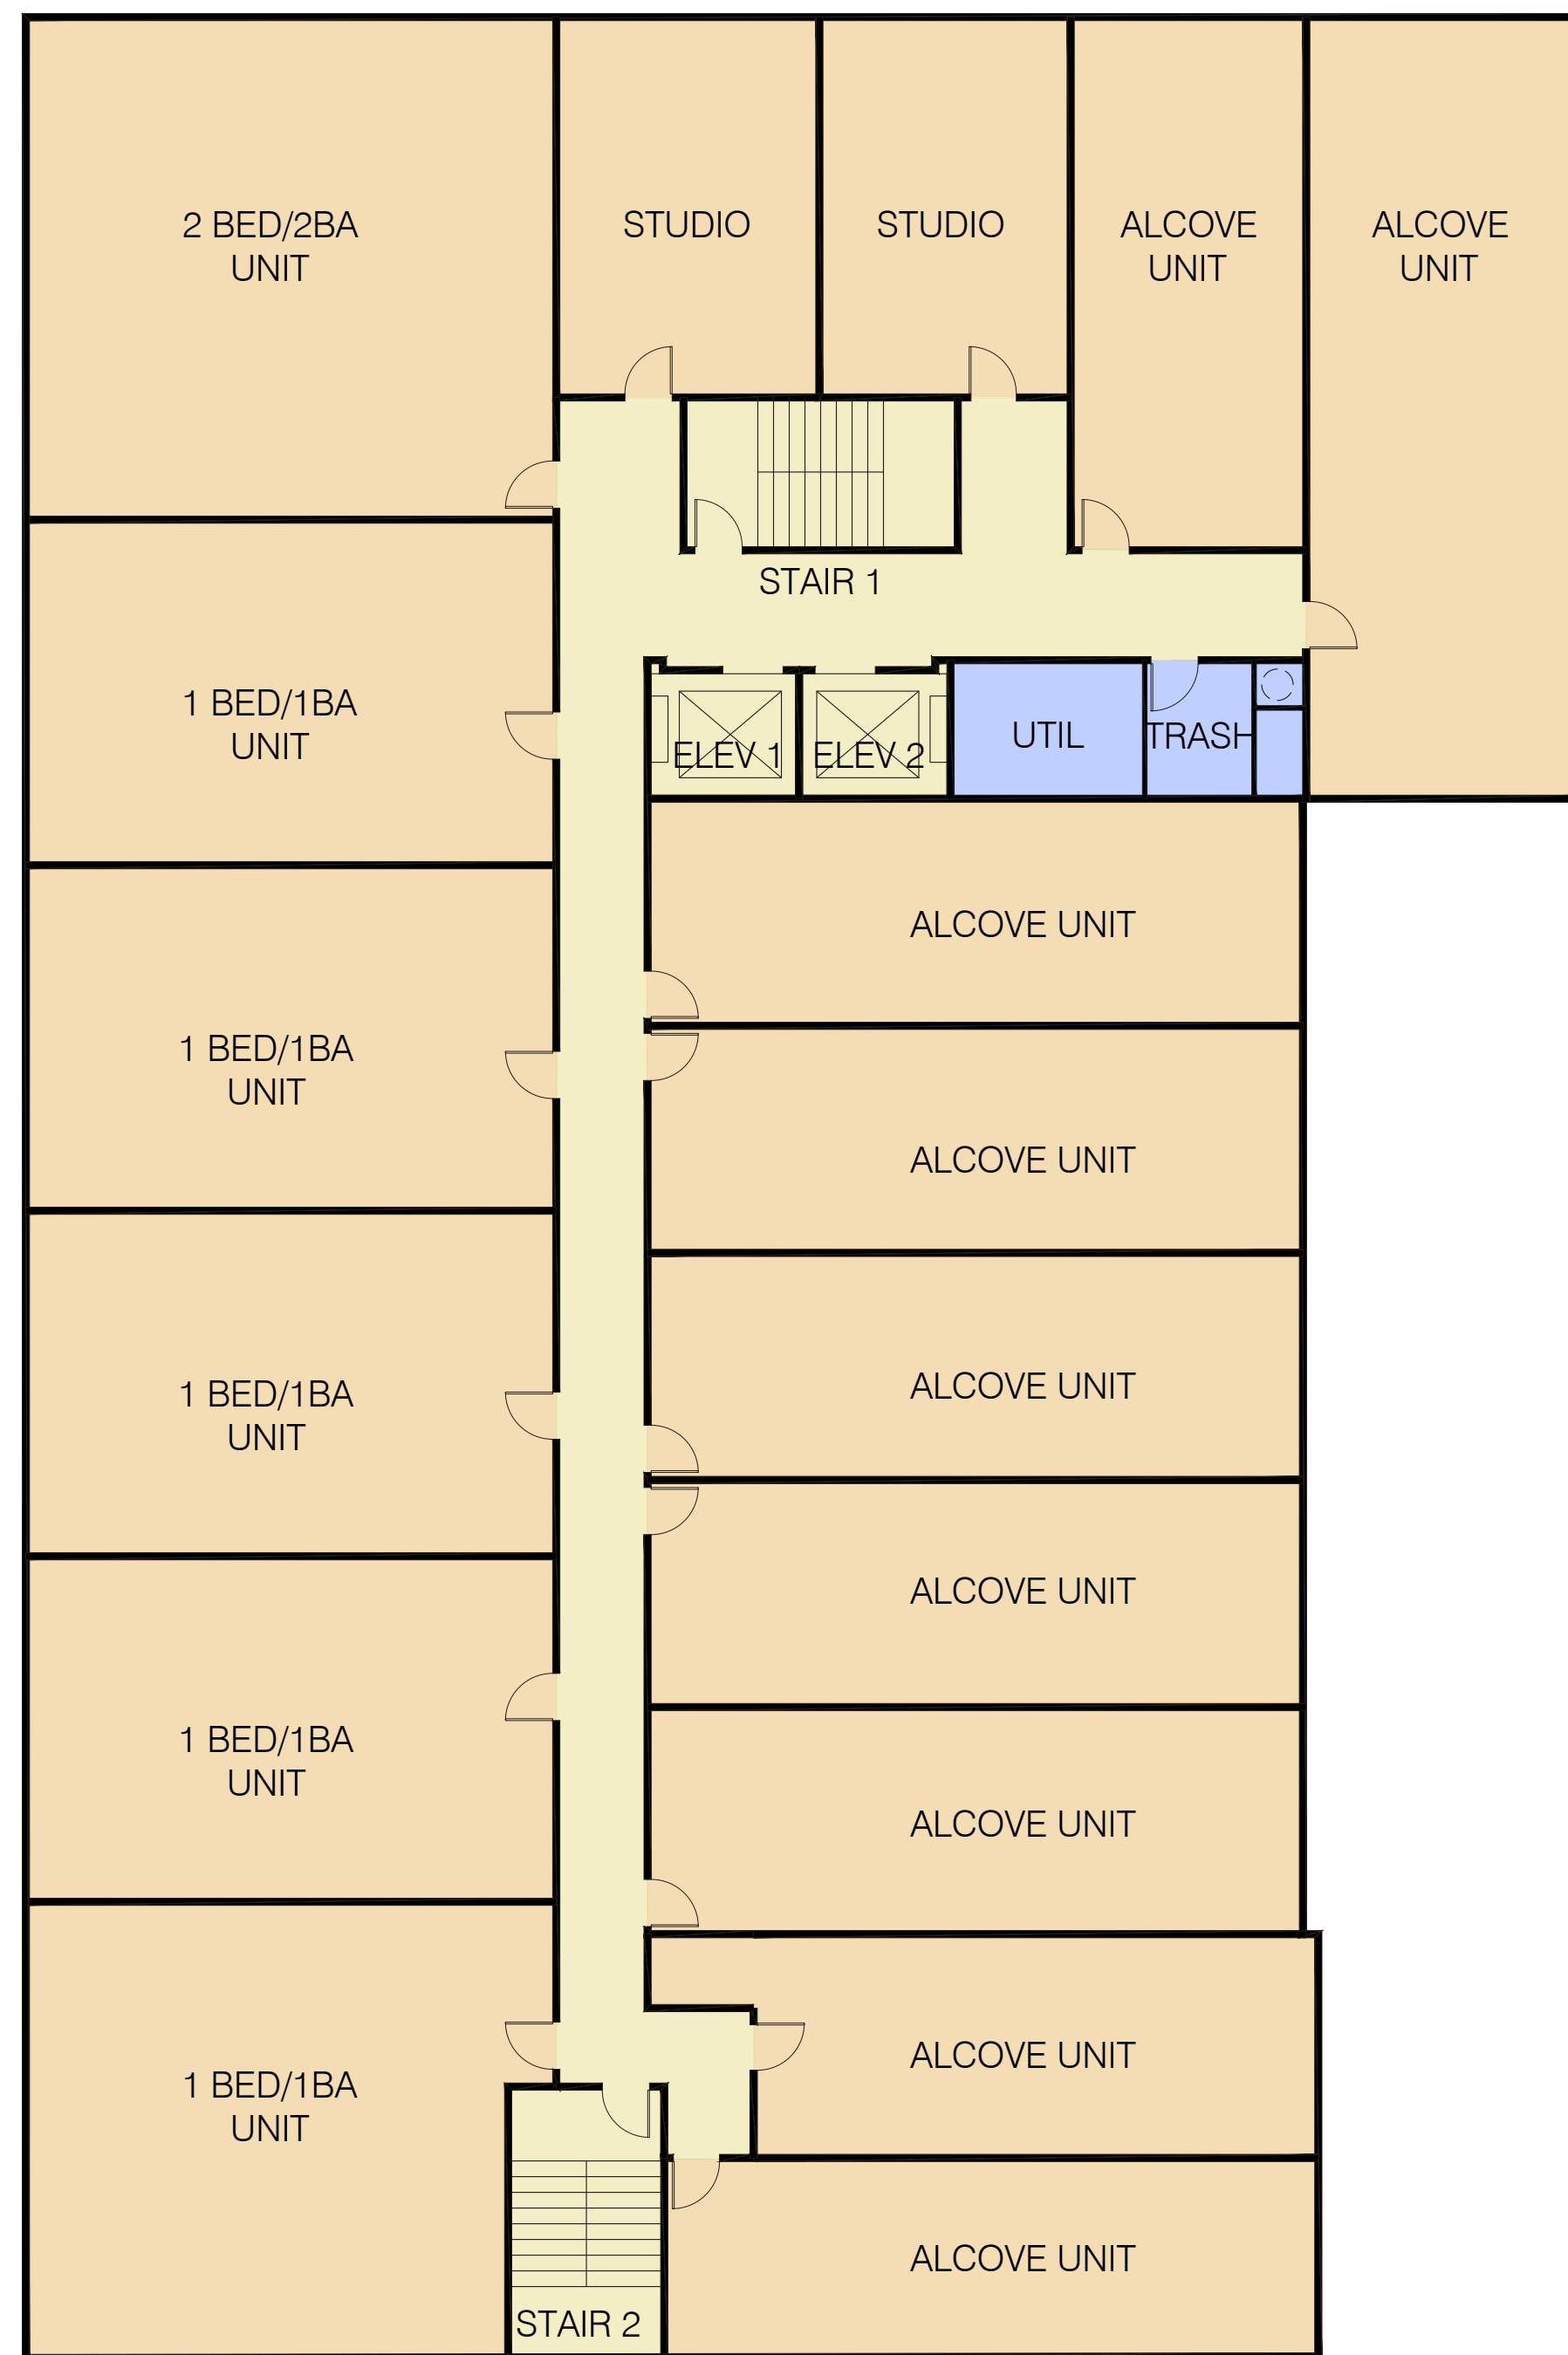 2 BED/2BA
UNIT
STUDIO
STUDIO
ALCOVE
UNIT
ALCOVE
UNIT
STAIR 1
1 BED/1BA
UNIT
ELEV 1
ELEV 2
UTIL
TRASH
ALCOVE UNIT
1 BED/1BA
UNIT
ALCOVE UNIT
1 BED/1BA
UNIT
ALCOVE UNIT
ALCOVE UNIT
1 BED/1BA
UNIT
ALCOVE UNIT
ALCOVE UNIT
1 BED/1BA
UNIT
ALCOVE UNIT
STAIR 2